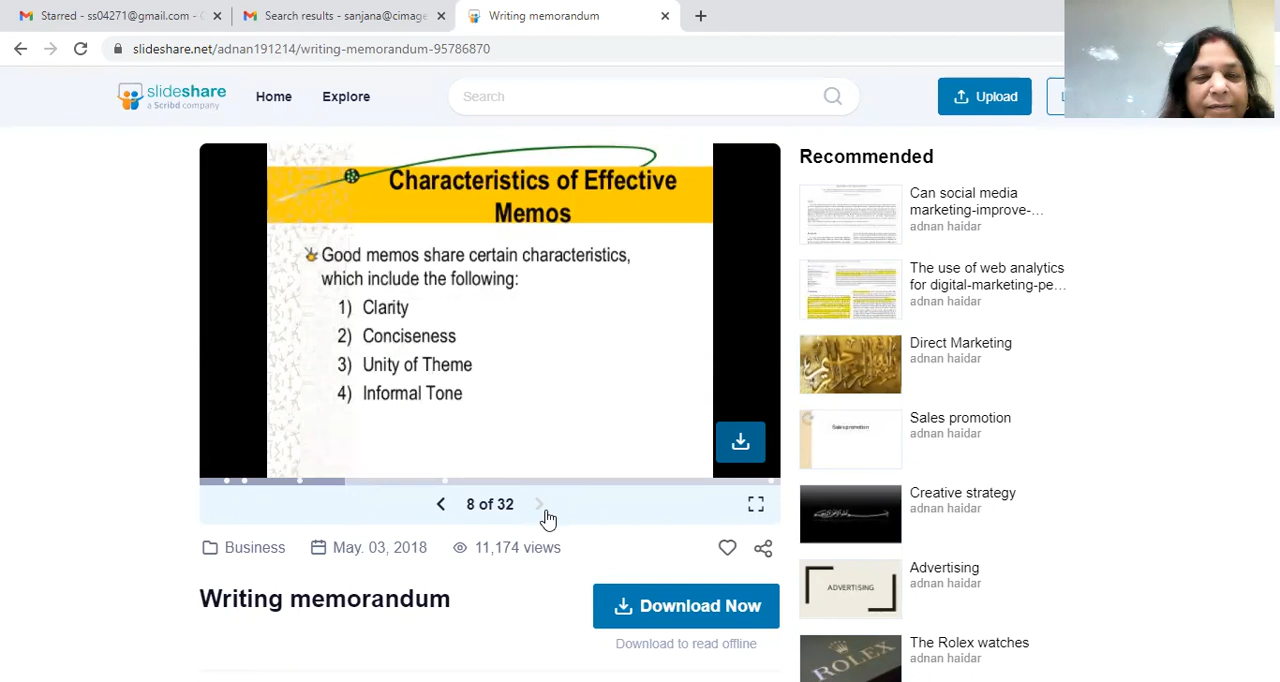 Starred - ss04271@gmail.com -
Search results - sanjana@cimage
Writing memorandum
slideshare.net/adnan191214/writing-memorandum-95786870
slideshare
a Scribd company
Home
Explore
Search
Upload
Characteristics of Effective
Memos
Good memos share certain characteristics,
which include the following:
1) Clarity
2) Conciseness
3) Unity of Theme
4) Informal Tone
8 of 32
Business
May. 03, 2018
11,174 views
Writing memorandum
Download Now
Download to read offline
Recommended
Can social media
marketing-improve-...
adnan haidar
The use of web analytics
for digital-marketing-pe...
adnan haidar
Direct Marketing
adnan haidar
Sales promotion
Sales promotion
adnan haidar
Creative strategy
adnan haidar
ADVERTISING
Advertising
adnan haidar
ROLEX
The Rolex watches
adnan haidar